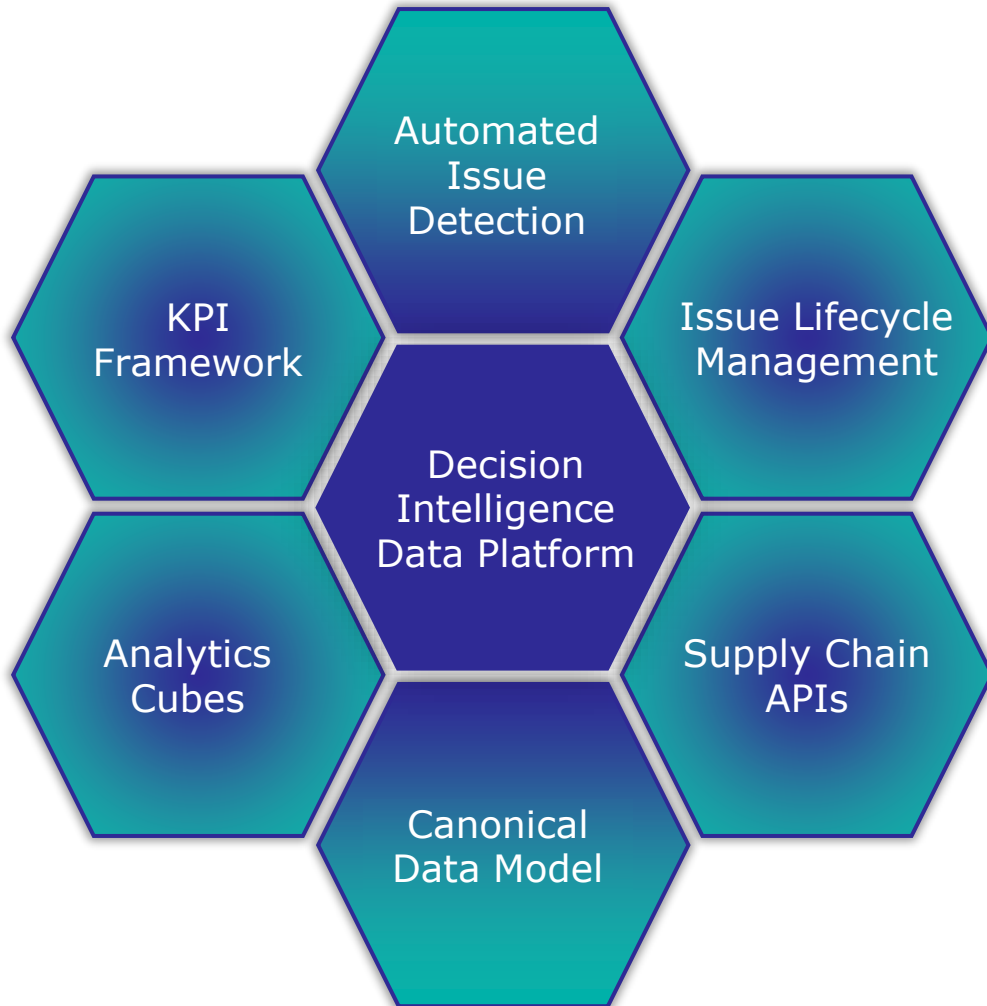 Automated
Issue
Detection
KPI
Framework
Issue Lifecycle
Management
Decision
Intelligence
Data Platform
Analytics
Cubes
Supply Chain
APIs
Canonical
Data Model